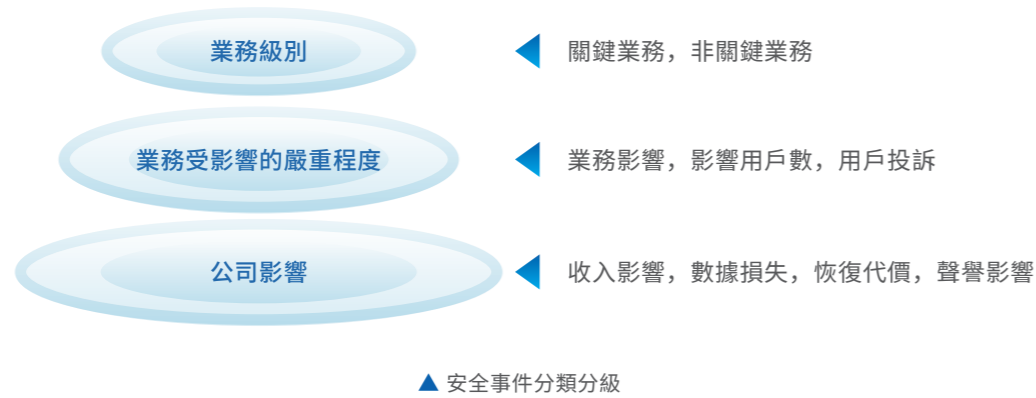 業務級別
關鍵業務，非關鍵業務
業務受影響的嚴重程度
業務影響，影響用戶數，用戶投訴
公司影響
收入影響，數據損失，恢復代價，聲譽影響
▲ 安全事件分類分級